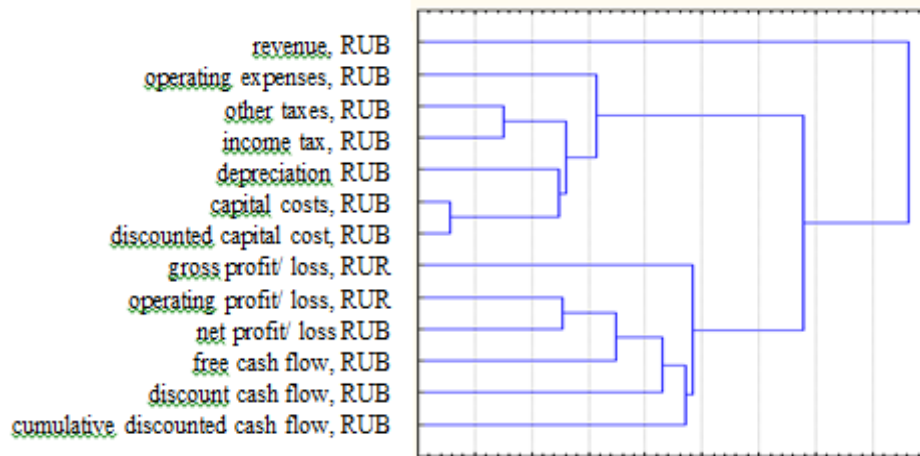 revenue, RUB
operating expenses, RUB
other taxes, RUB
income tax, RUB
depreciation RUB
capital costs, RUB
discounted capital cost, RUB
gross profit/ loss, RUR
operating profit/ loss, RUR
net profit/ loss RUB
free cash flow, RUB
discount cash flow, RUB
cumulative discounted cash flow, RUB